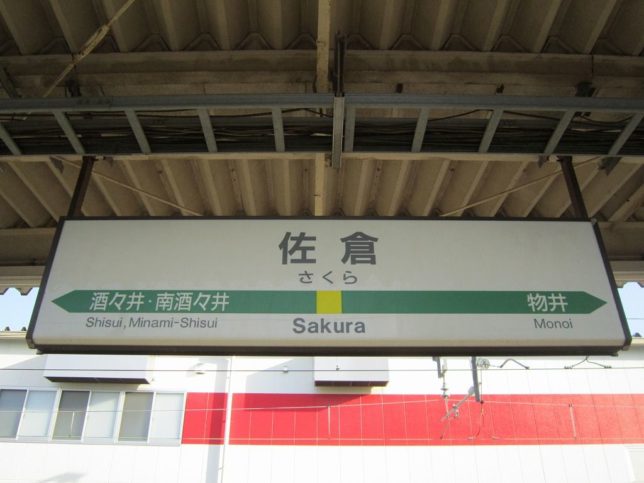 佐倉
さくら
酒々井・南酒々井 物井
Shisui, Minami-Shisui Monoi
Sakura